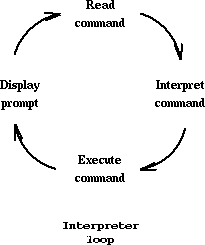 Read
command
Display
prompt
Interpret
command
Execute
command
Interpreter
loop